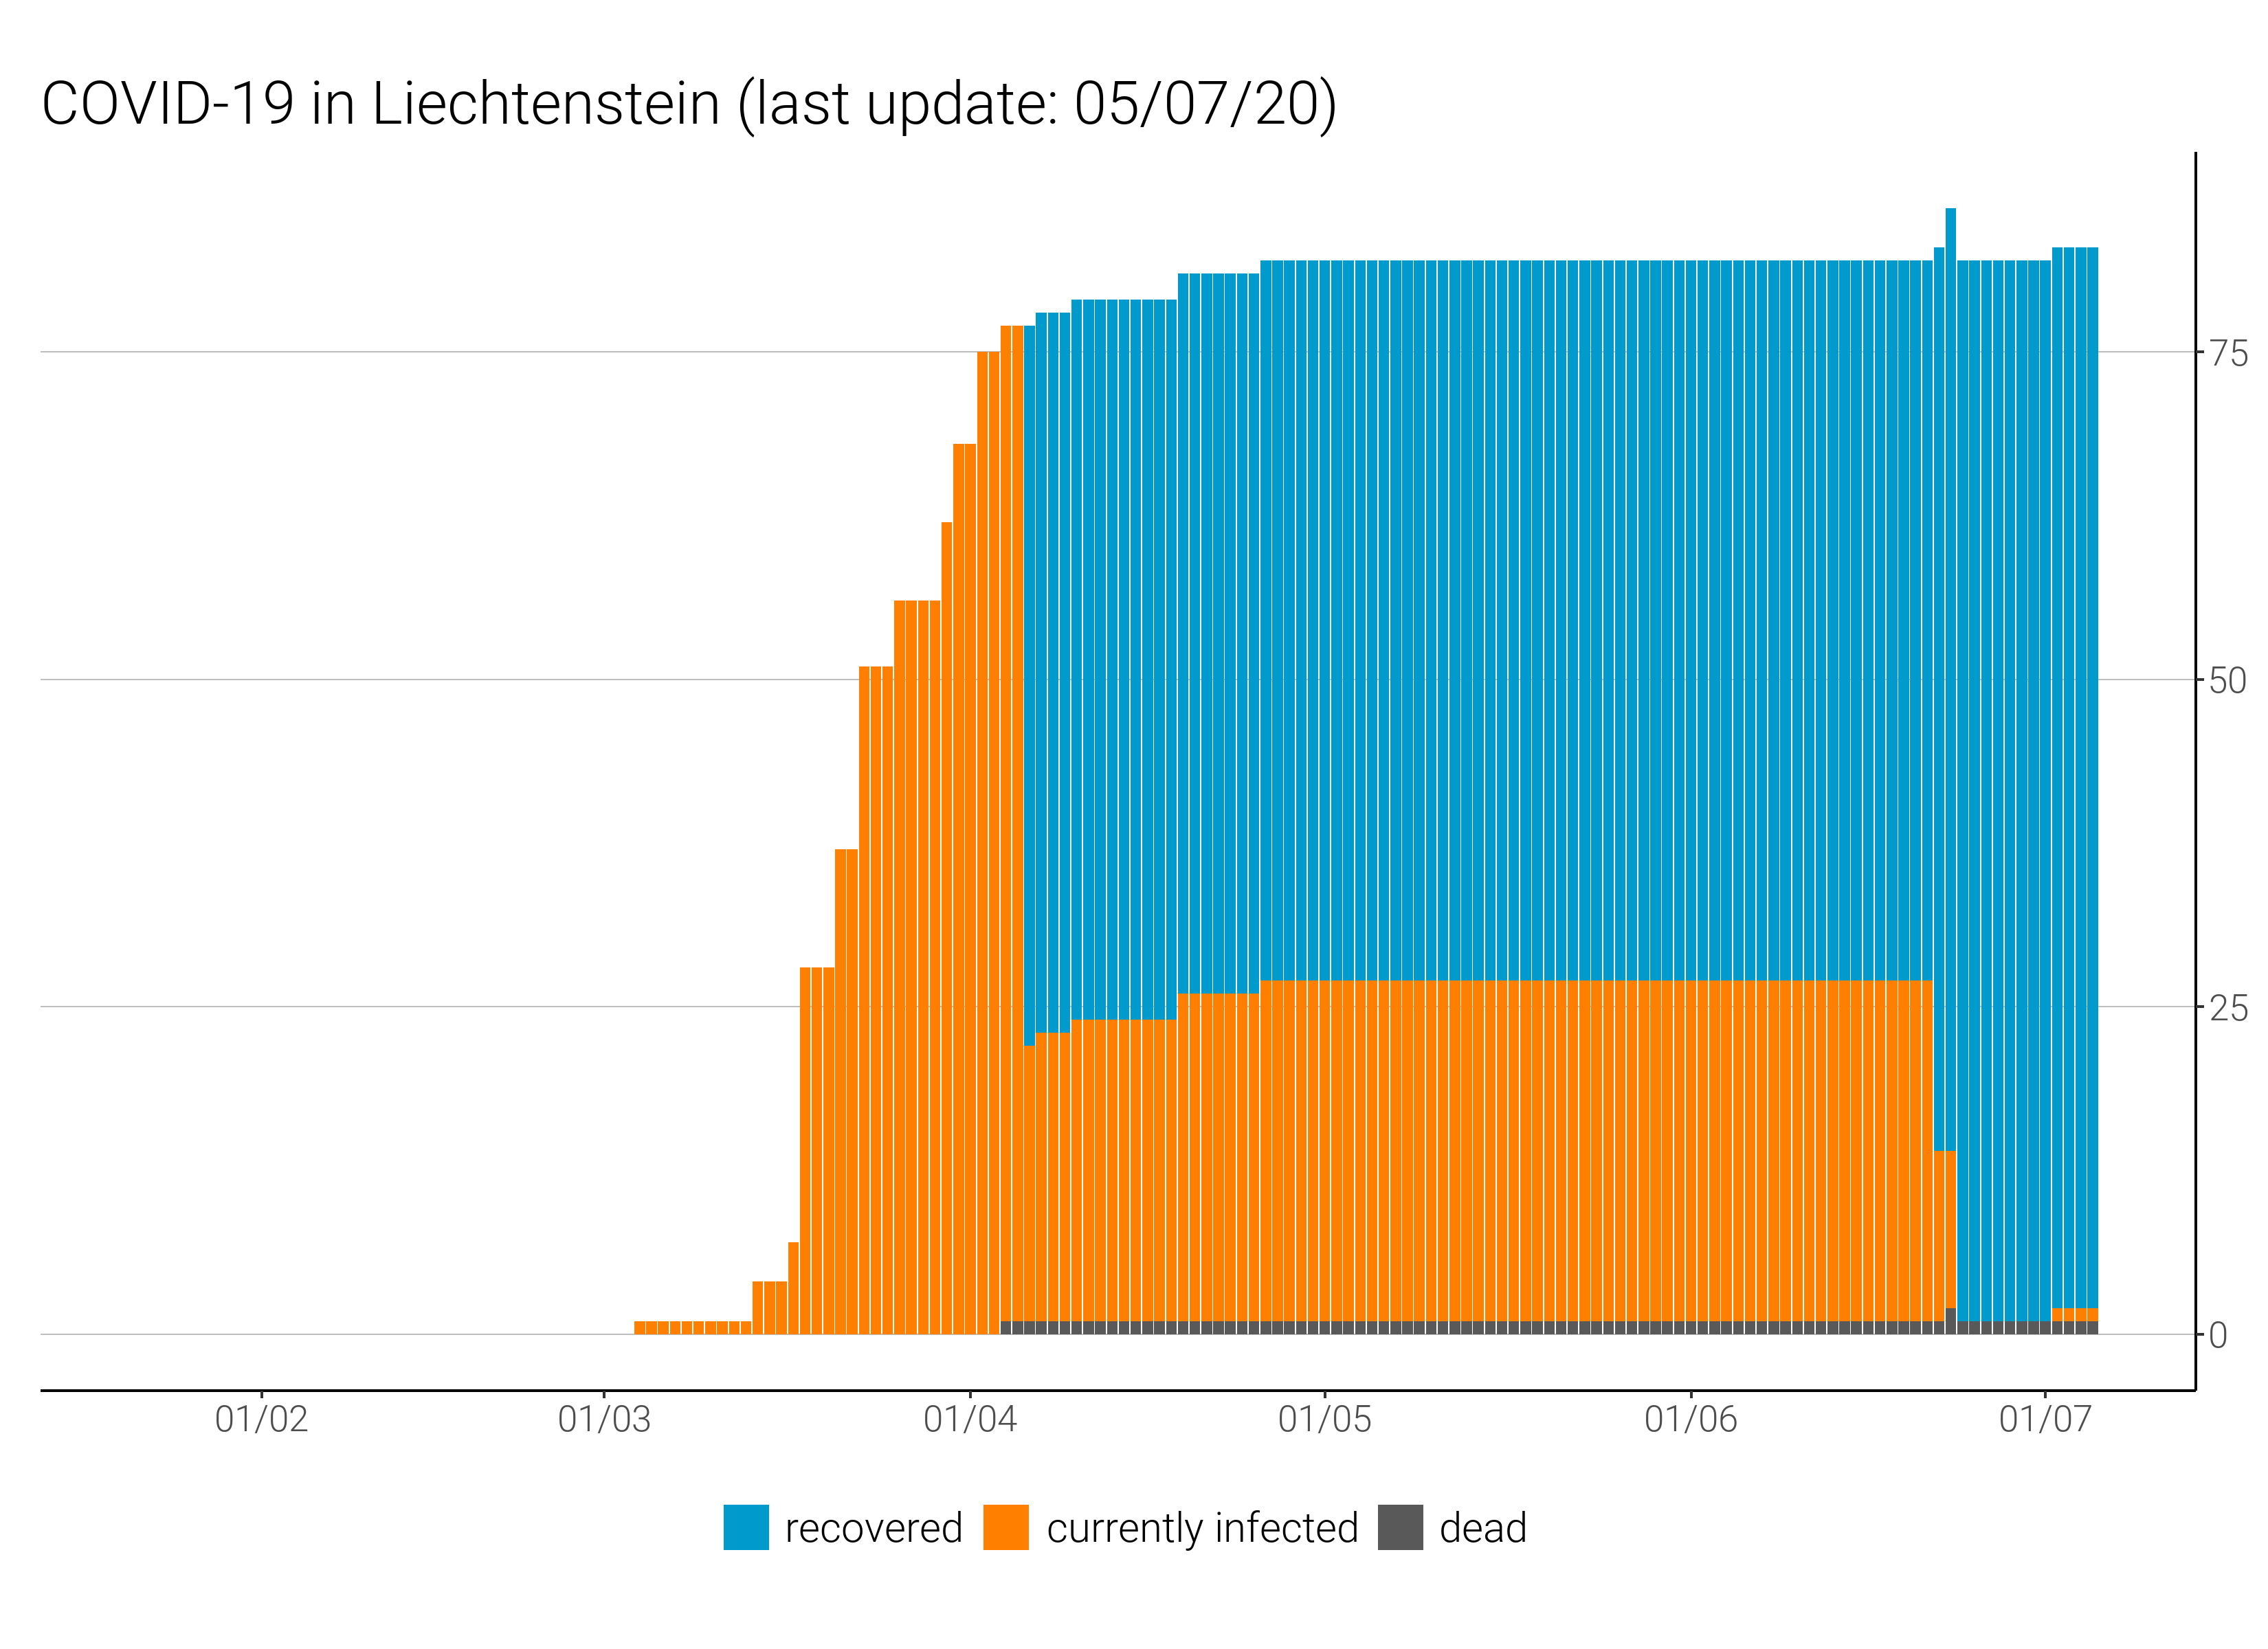 COVID-19 in Liechtenstein (last update: 05/07/20)
75
50
25
0
01/02 01/03 01/04 01/05 01/06 01/07
recovered currently infected dead